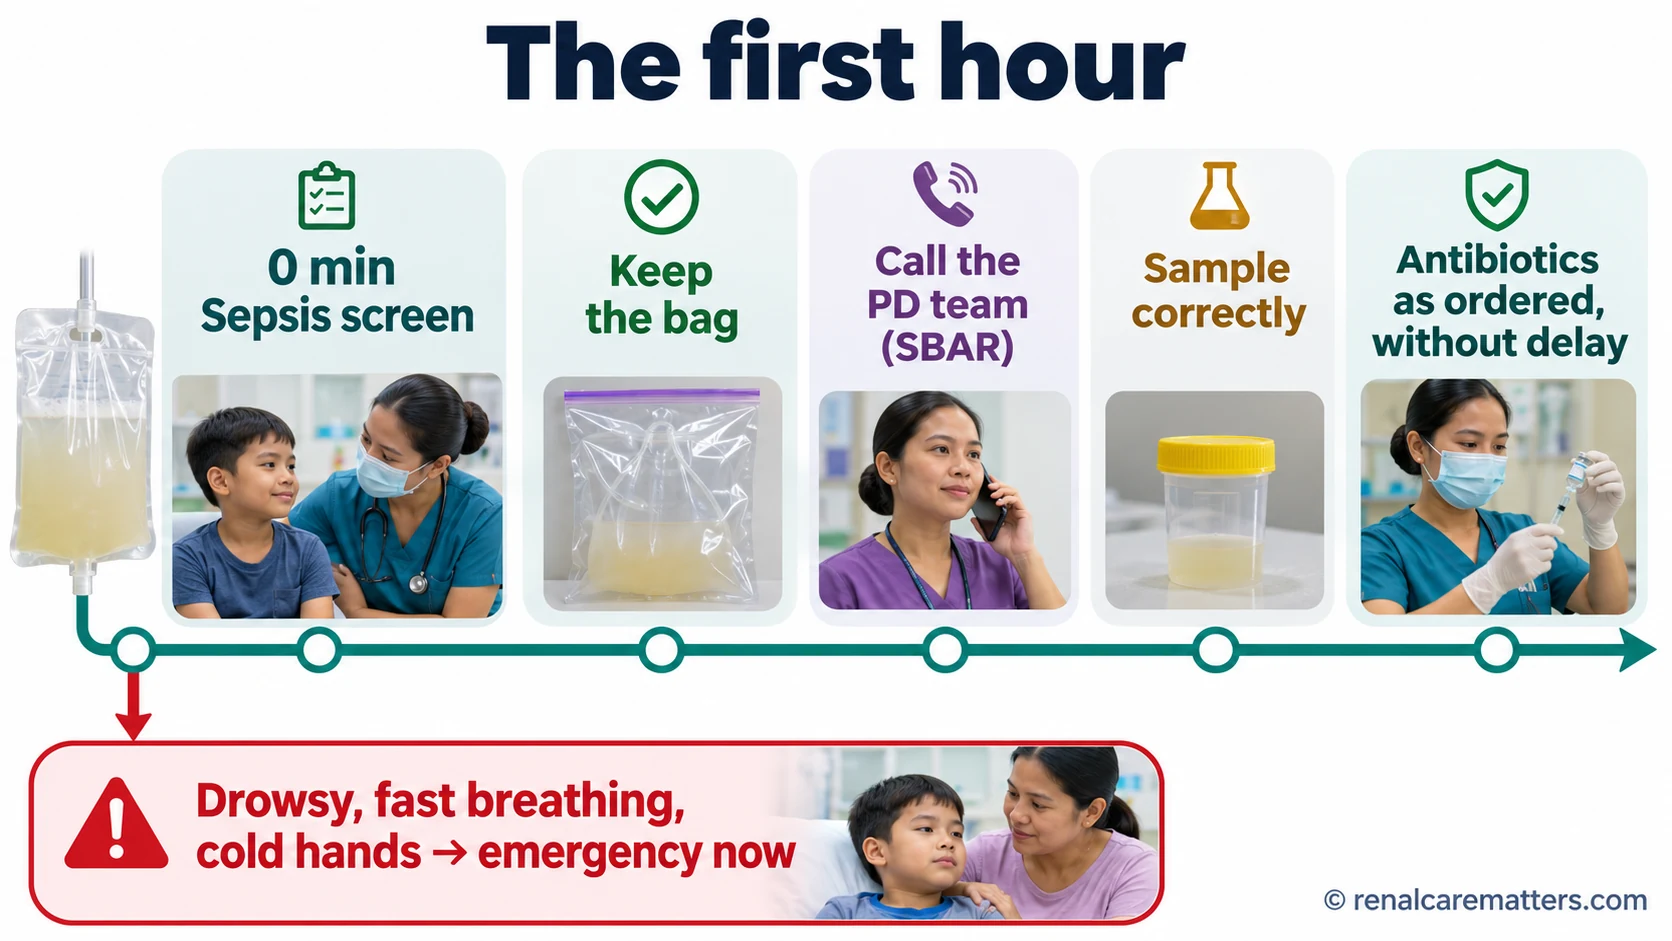 The first hour
0 min
Sepsis screen
Keep
the bag
Call the
PD team
(SBAR)
Sample
correctly
Antibiotics
as ordered,
without delay
Drowsy, fast breathing,
cold hands → emergency now
© renalcarematters.com